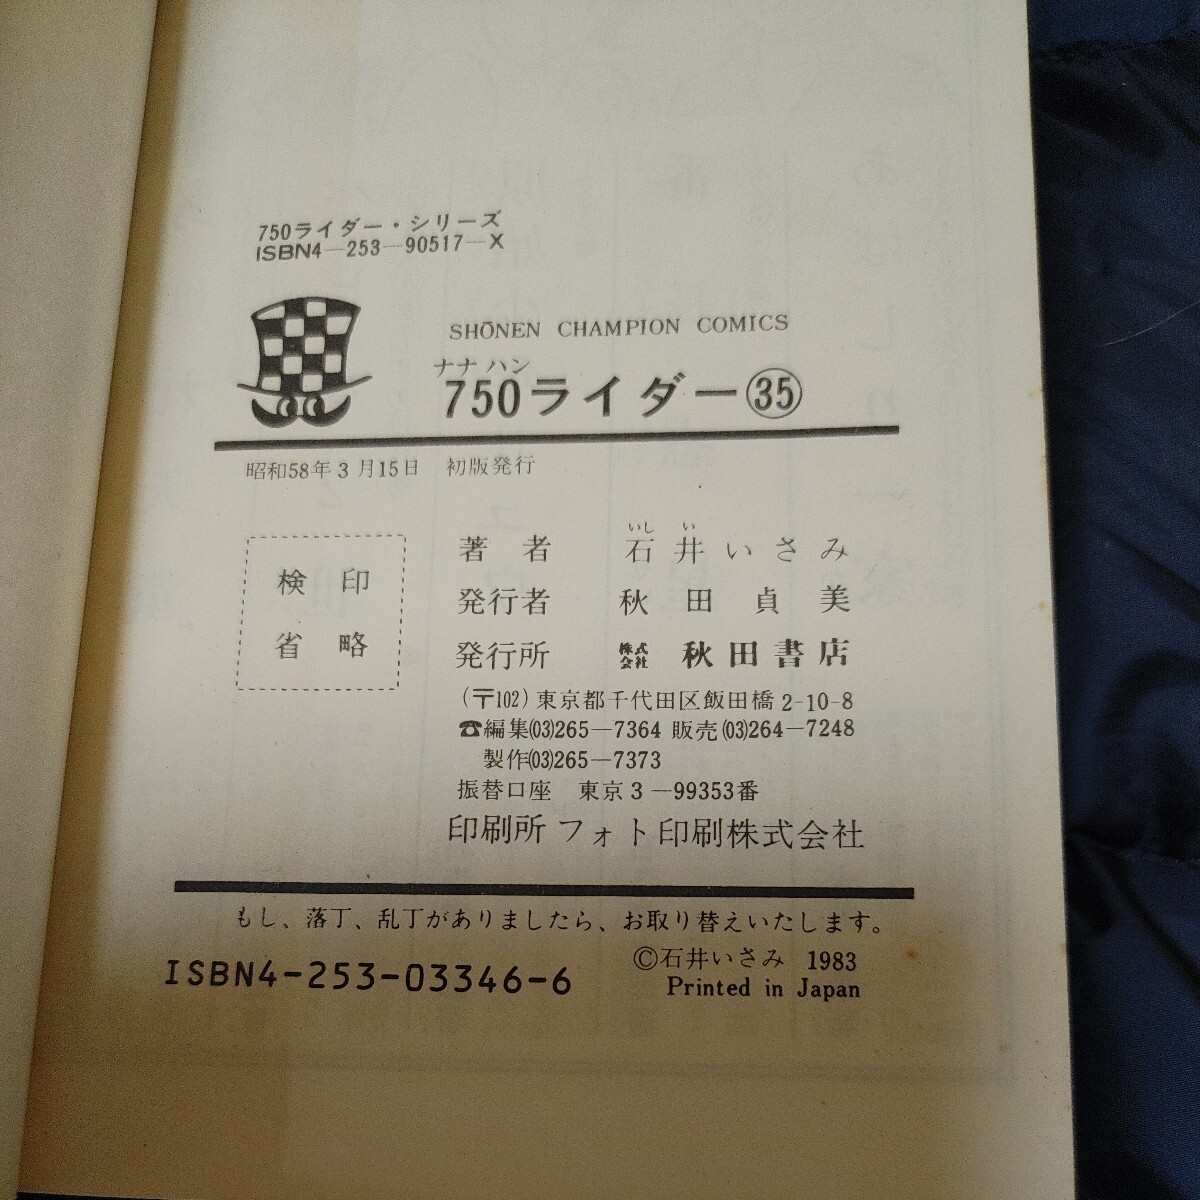 750ライダー・シリーズ
ISBN4―253―90517―X
SHŌNEN CHAMPION COMICS
ナナハン
750ライダー㉟
昭和58年3月15日 初版発行
検印
省略
いしい
著者 石井いさみ
発行者 秋田貞美
発行所 株式会社 秋田書店
(〒102)東京都千代田区飯田橋2-10-8
☎編集(03)265―7364 販売(03)264―7248
製作(03)265―7373
振替口座 東京3―99353番
印刷所 フォト印刷株式会社
もし、落丁、乱丁がありましたら、お取り替えいたします。
©石井いさみ 1983
ISBN4-253-03346-6
Printed in Japan